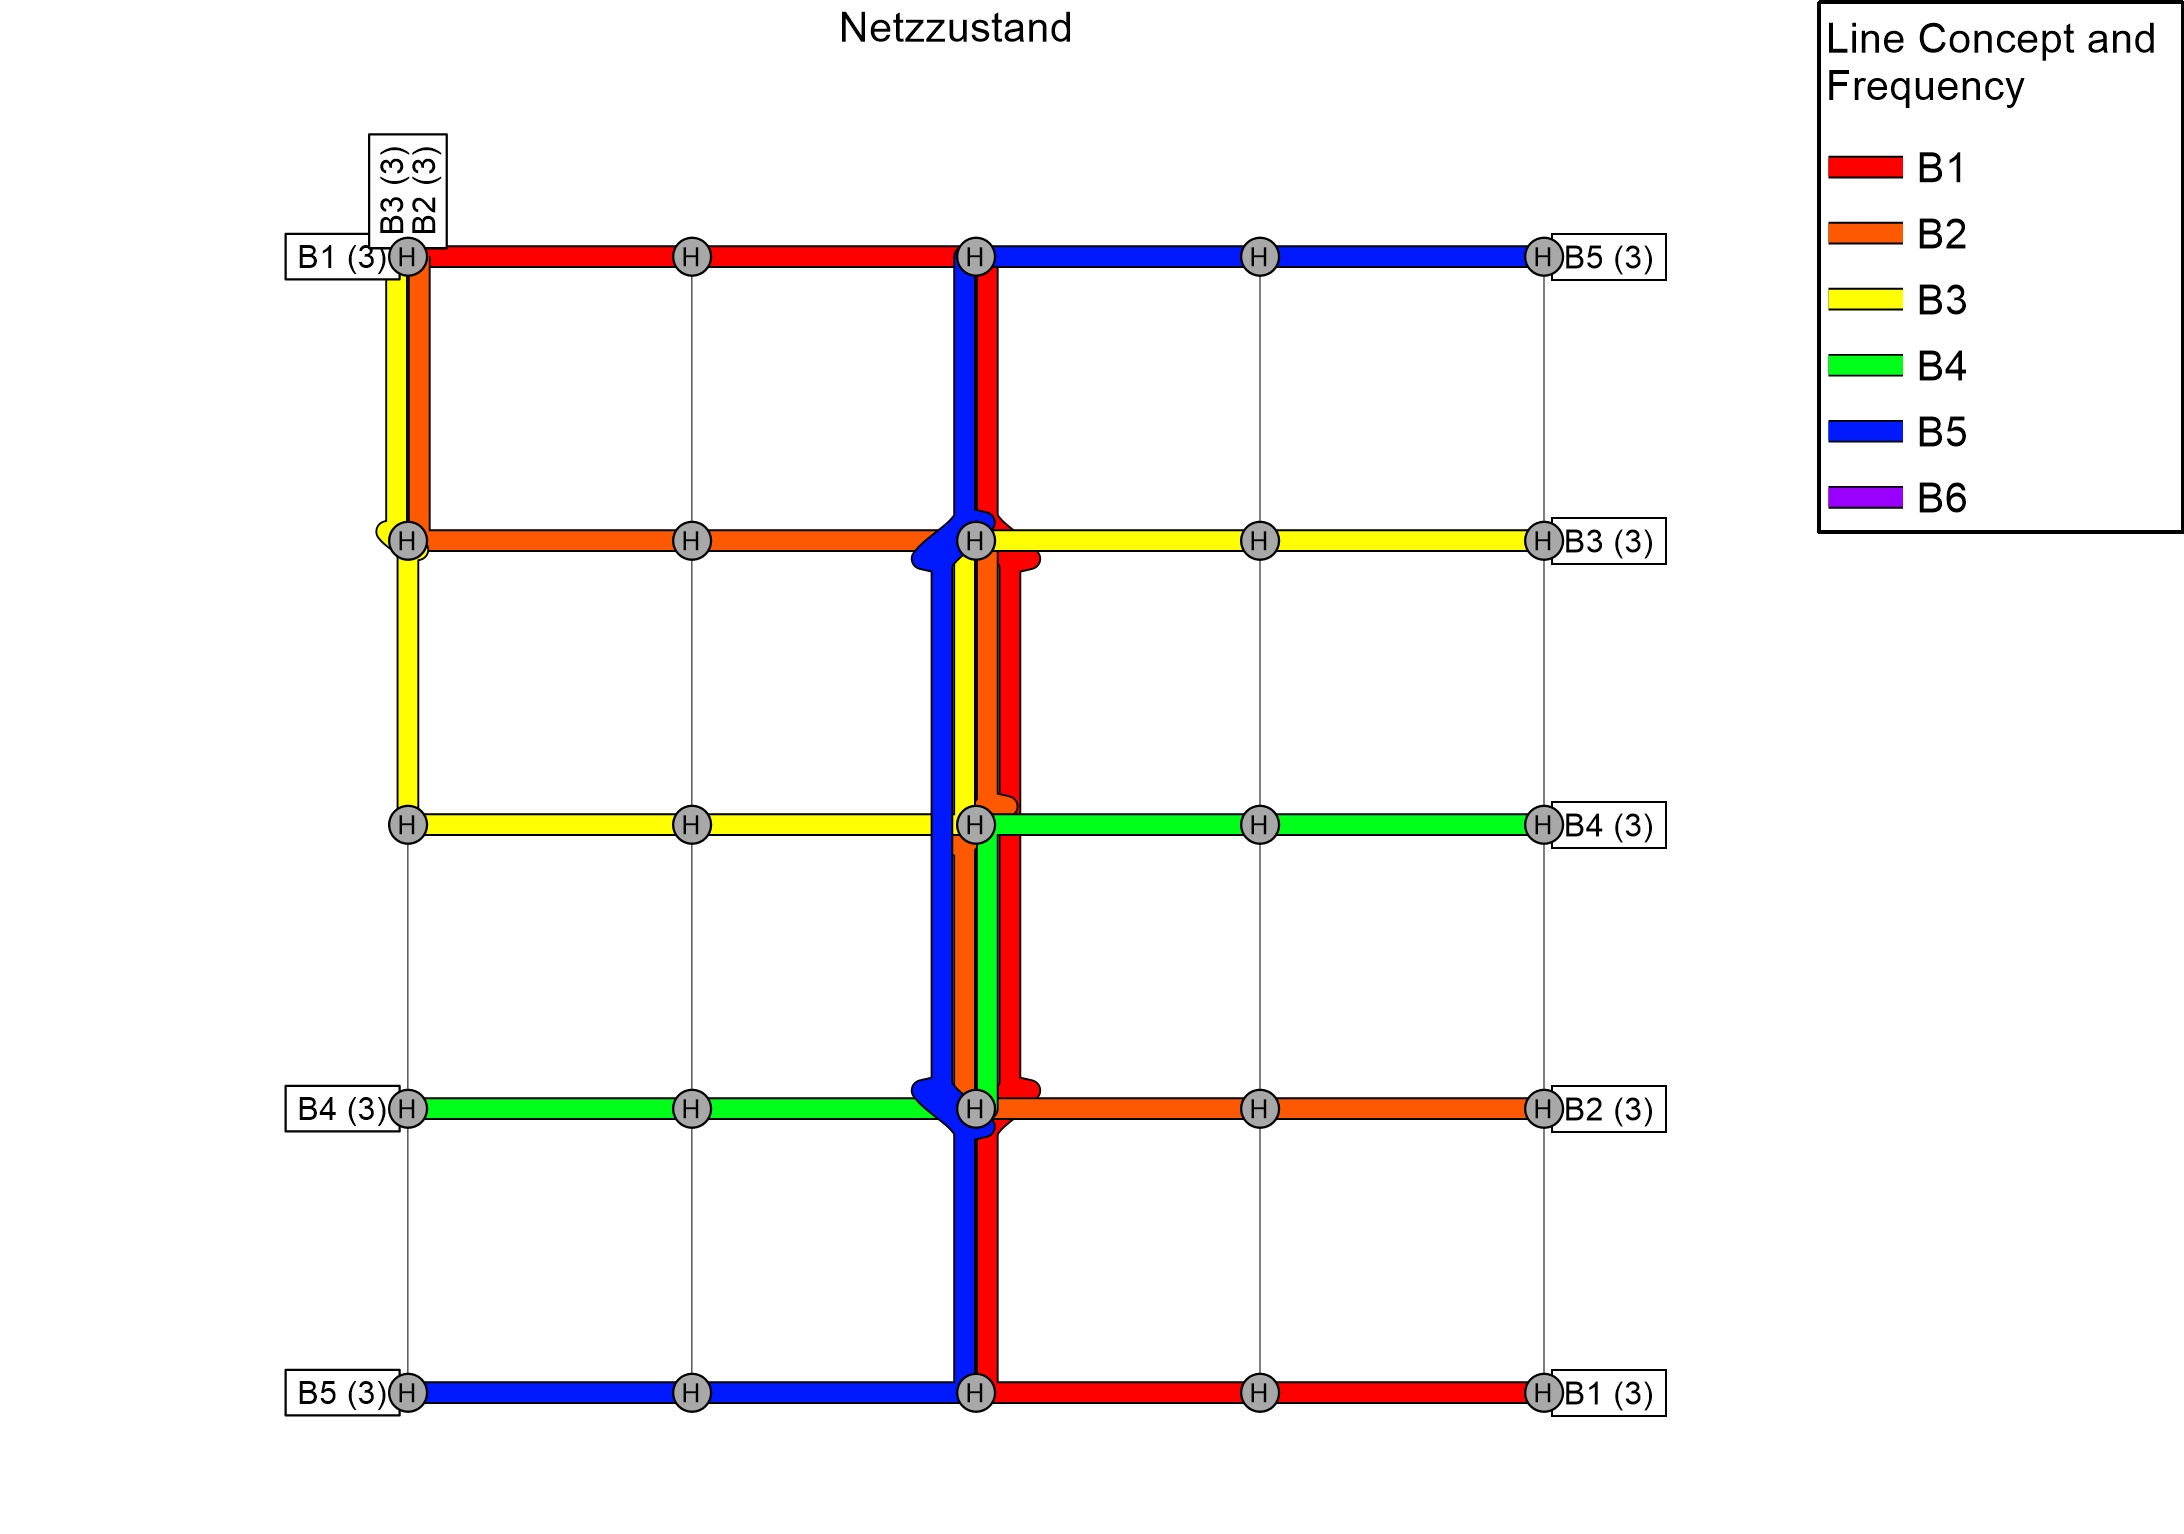 Netzzustand
Line Concept and
Frequency
B1
B2
B3
B4
B5
B6
B3 (3)
B2 (3)
B1 (3)
H
H
H
H
H
B5 (3)
H
H
H
H
H
B3 (3)
H
H
H
H
H
B4 (3)
B4 (3)
H
H
H
H
H
B2 (3)
B5 (3)
H
H
H
H
H
B1 (3)